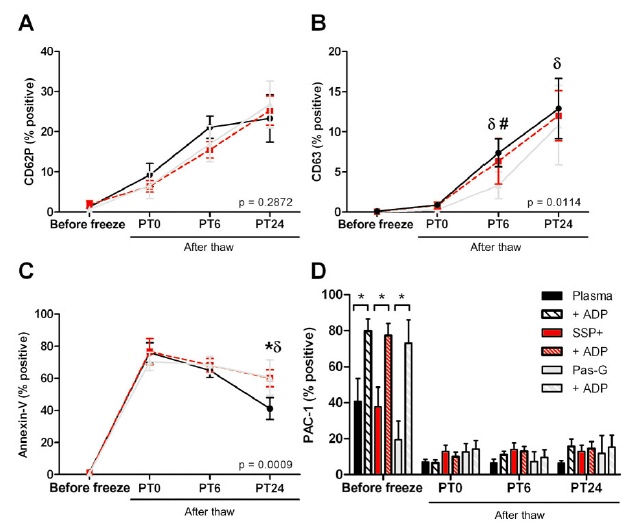 A
CD62P (% positive)
40
30
20
10
0
p = 0.2872
Before freeze PT0 PT6 PT24
After thaw
B
CD63 (% positive)
15
10
5
0
δ #
δ
p = 0.0114
Before freeze PT0 PT6 PT24
After thaw
C
Annexin-V (% positive)
100
80
60
40
20
0
*δ
p = 0.0009
Before freeze PT0 PT6 PT24
After thaw
D
PAC-1 (% positive)
100
80
60
40
20
0
* * *
Plasma
+ ADP
SSP+
+ ADP
Pas-G
+ ADP
Before freeze PT0 PT6 PT24
After thaw